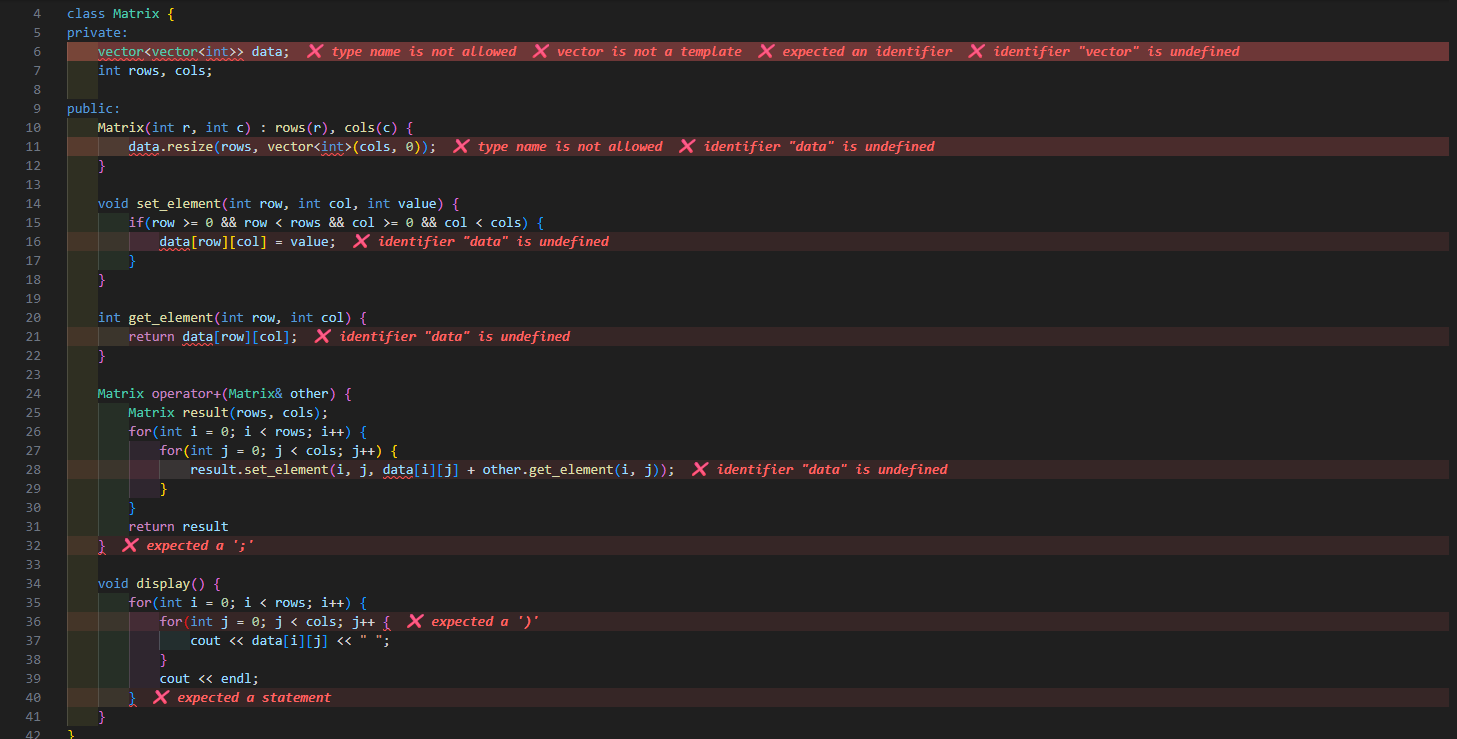 4 class Matrix {
5 private:
6 vector<vector<int>> data; ❌ type name is not allowed ❌ vector is not a template ❌ expected an identifier ❌ identifier "vector" is undefined
7 int rows, cols;
8
9 public:
10 Matrix(int r, int c) : rows(r), cols(c) {
11 data.resize(rows, vector<int>(cols, 0)); ❌ type name is not allowed ❌ identifier "data" is undefined
12 }
13
14 void set_element(int row, int col, int value) {
15 if(row >= 0 && row < rows && col >= 0 && col < cols) {
16 data[row][col] = value; ❌ identifier "data" is undefined
17 }
18 }
19
20 int get_element(int row, int col) {
21 return data[row][col]; ❌ identifier "data" is undefined
22 }
23
24 Matrix operator+(Matrix& other) {
25 Matrix result(rows, cols);
26 for(int i = 0; i < rows; i++) {
27 for(int j = 0; j < cols; j++) {
28 result.set_element(i, j, data[i][j] + other.get_element(i, j)); ❌ identifier "data" is undefined
29 }
30 }
31 return result
32 } ❌ expected a ';'
33
34 void display() {
35 for(int i = 0; i < rows; i++) {
36 for(int j = 0; j < cols; j++ { ❌ expected a ')'
37 cout << data[i][j] << " ";
38 }
39 cout << endl;
40 } ❌ expected a statement
41 }
42 }